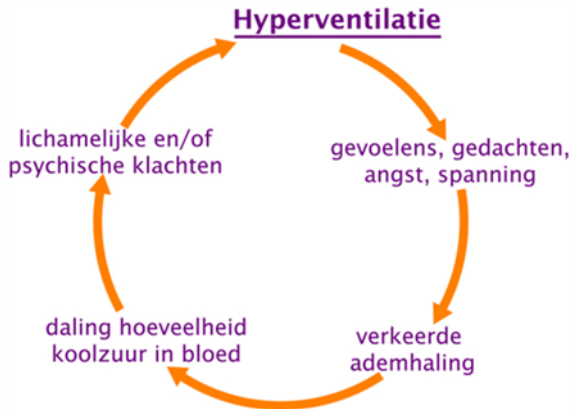 Hyperventilatie
gevoelens, gedachten,
angst, spanning
verkeerde
ademhaling
daling hoeveelheid
koolzuur in bloed
lichamelijke en/of
psychische klachten